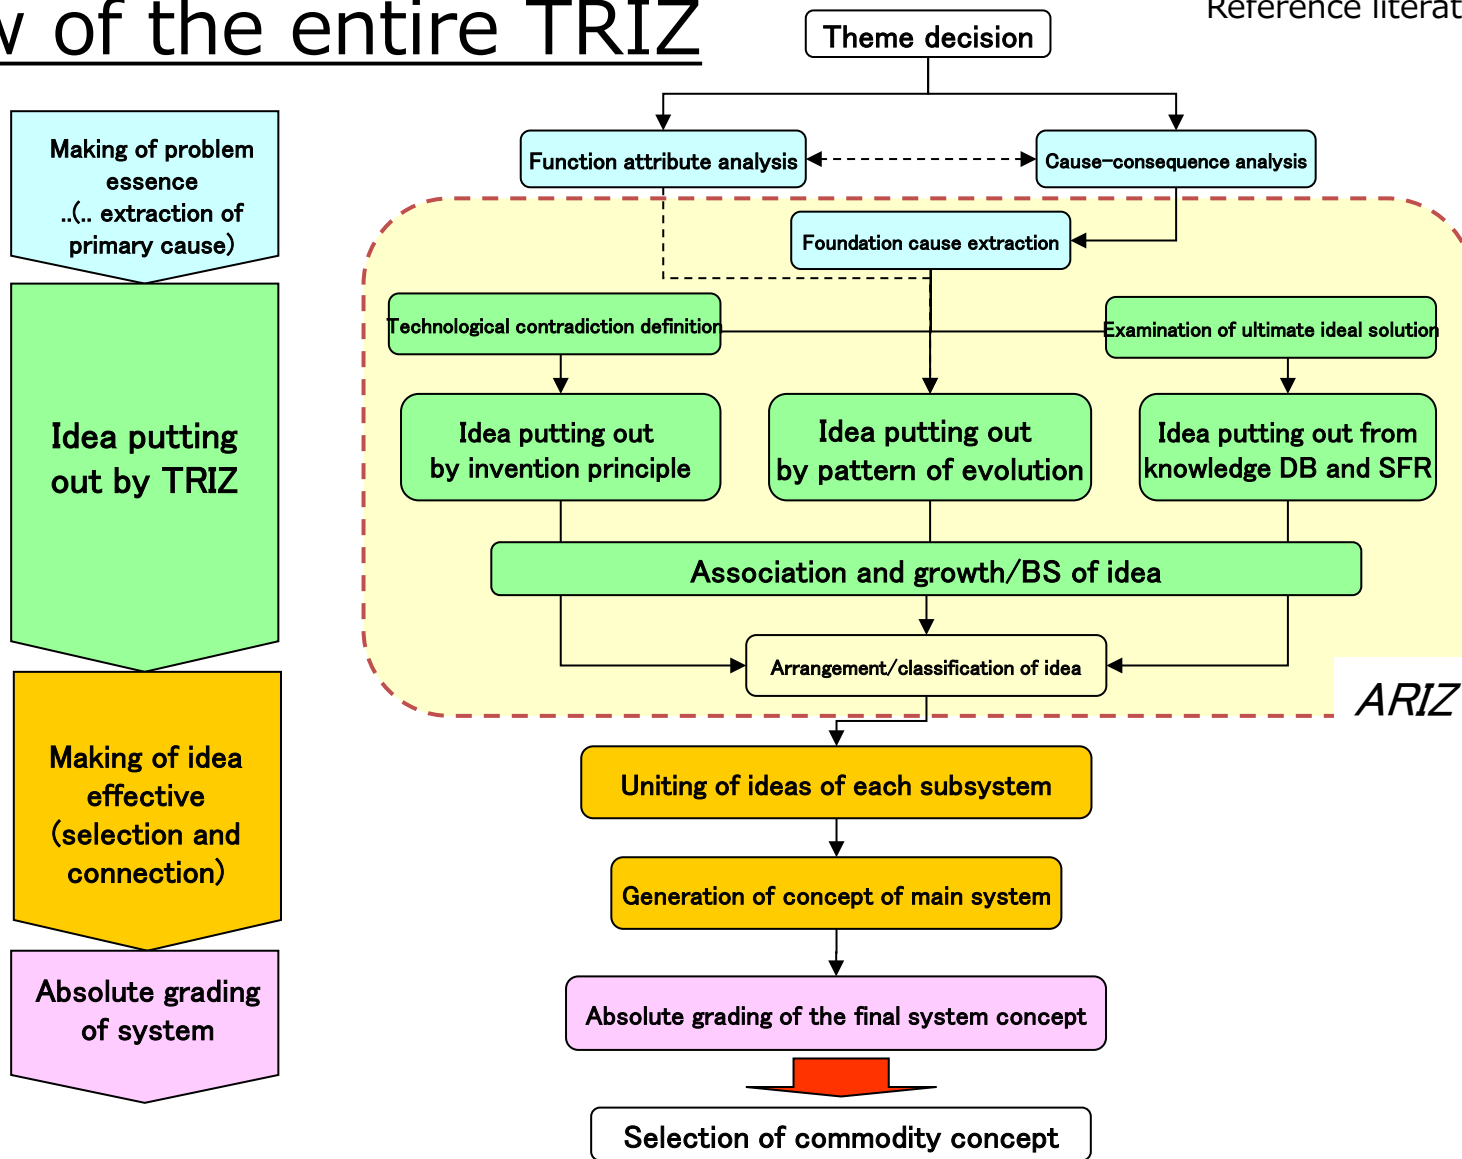 w of the entire TRIZ
Reference literat
Theme decision
Making of problem
essence
..(.. extraction of
primary cause)
Function attribute analysis
Cause-consequence analysis
Foundation cause extraction
Technological contradiction definition
Examination of ultimate ideal solution
Idea putting
out by TRIZ
Idea putting out
by invention principle
Idea putting out
by pattern of evolution
Idea putting out from
knowledge DB and SFR
Association and growth/BS of idea
Arrangement/classification of idea
ARIZ
Making of idea
effective
(selection and
connection)
Uniting of ideas of each subsystem
Generation of concept of main system
Absolute grading
of system
Absolute grading of the final system concept
Selection of commodity concept